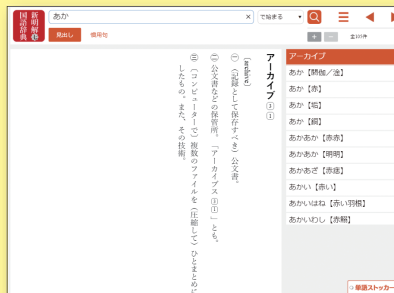 新明解
国語辞典
あか
で始まる
見出し
慣用句
アーカイブ
あか【閼伽／淦】
あか【赤】
あか【垢】
あか【銅】
あかあか【赤赤】
あかあか【明明】
あかあざ【赤痣】
あかい【赤い】
あかいはね【赤い羽根】
あかいわし【赤鰯】
単語ストッカー
アーカイブ③①
[archive]
㊀（記録として保存すべき）公文書。
㊁公文書などの保管所。「アーカイブス③①」とも。
㊂（コンピューターで）複数のファイルを（圧縮して）ひとまとめに
したもの。また、その技術。